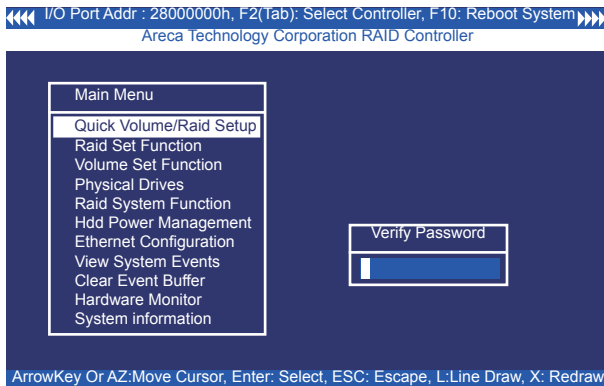 I/O Port Addr : 28000000h, F2(Tab): Select Controller, F10: Reboot System
Areca Technology Corporation RAID Controller
Main Menu
Quick Volume/Raid Setup
Raid Set Function
Volume Set Function
Physical Drives
Raid System Function
Hdd Power Management
Ethernet Configuration
View System Events
Clear Event Buffer
Hardware Monitor
System information
Verify Password
ArrowKey Or AZ:Move Cursor, Enter: Select, ESC: Escape, L:Line Draw, X: Redraw